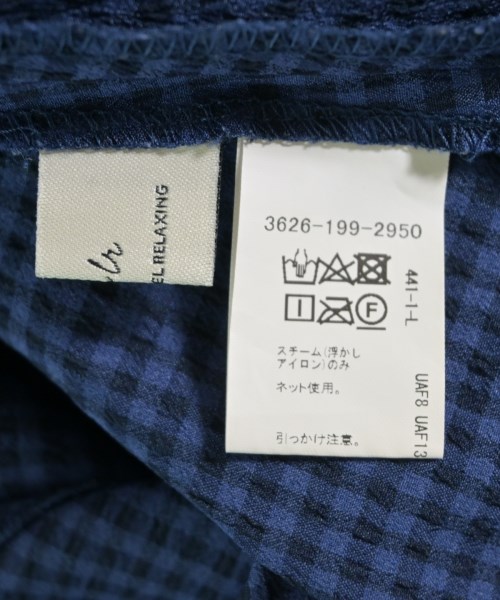 lr
EL RELAXING
3626-199-2950
F
441-1-L
スチーム(浮かし
アイロン)のみ
ネット使用。
引っかけ注意。
UAF8 UAF13